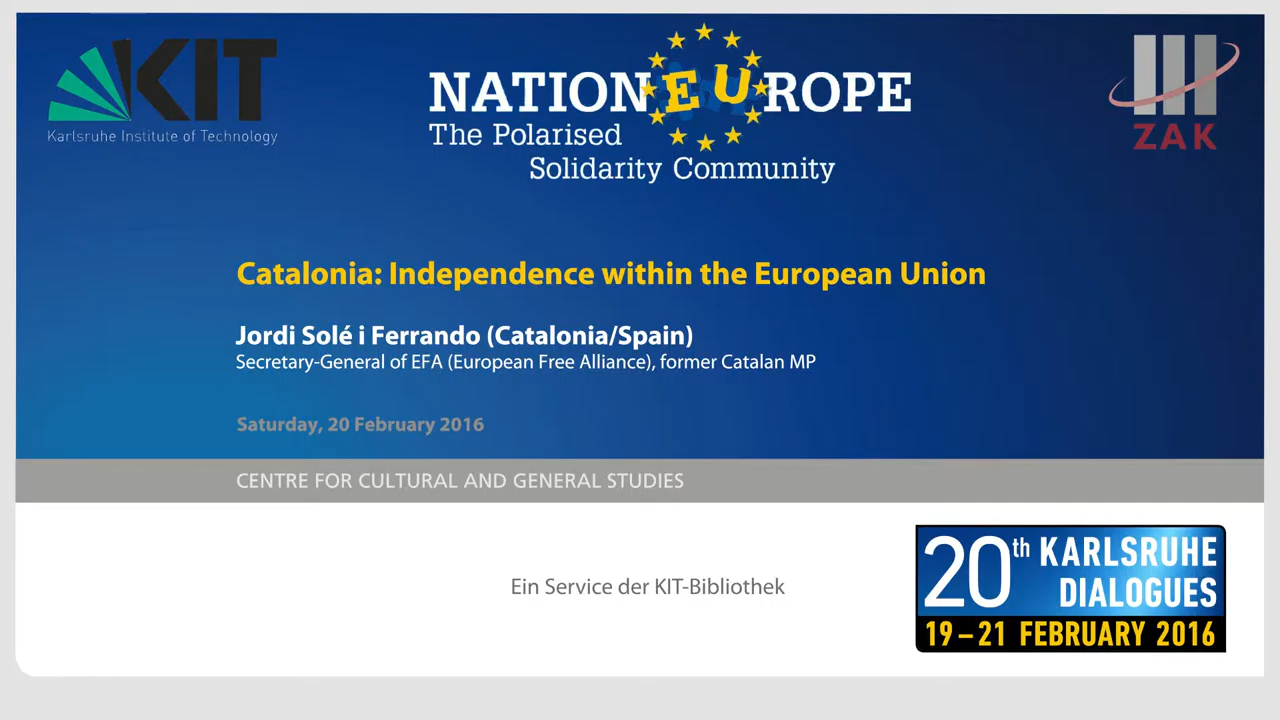 KIT
Karlsruhe Institute of Technology
NATIONEUROPE
The Polarised
Solidarity Community
ZAK
Catalonia: Independence within the European Union
Jordi Solé i Ferrando (Catalonia/Spain)
Secretary-General of EFA (European Free Alliance), former Catalan MP
Saturday, 20 February 2016
CENTRE FOR CULTURAL AND GENERAL STUDIES
Ein Service der KIT-Bibliothek
20th KARLSRUHE
DIALOGUES
19–21 FEBRUARY 2016